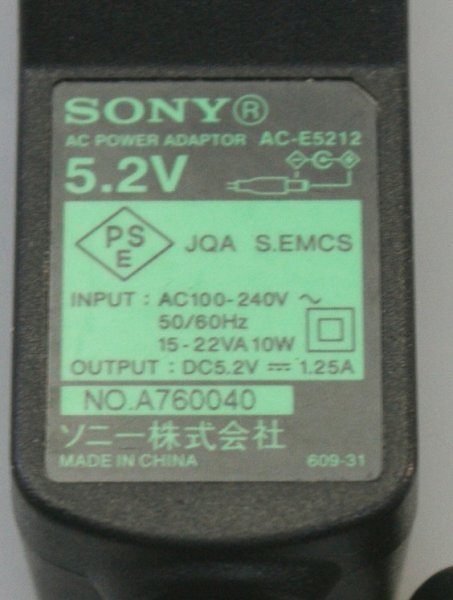 SONY®
AC POWER ADAPTOR AC-E5212
5.2V
PS
E
JQA S.EMCS
INPUT : AC100-240V ～
50/60Hz
15-22VA 10W
OUTPUT : DC5.2V ⎓ 1.25A
NO.A760040
ソニー株式会社
MADE IN CHINA 609-31